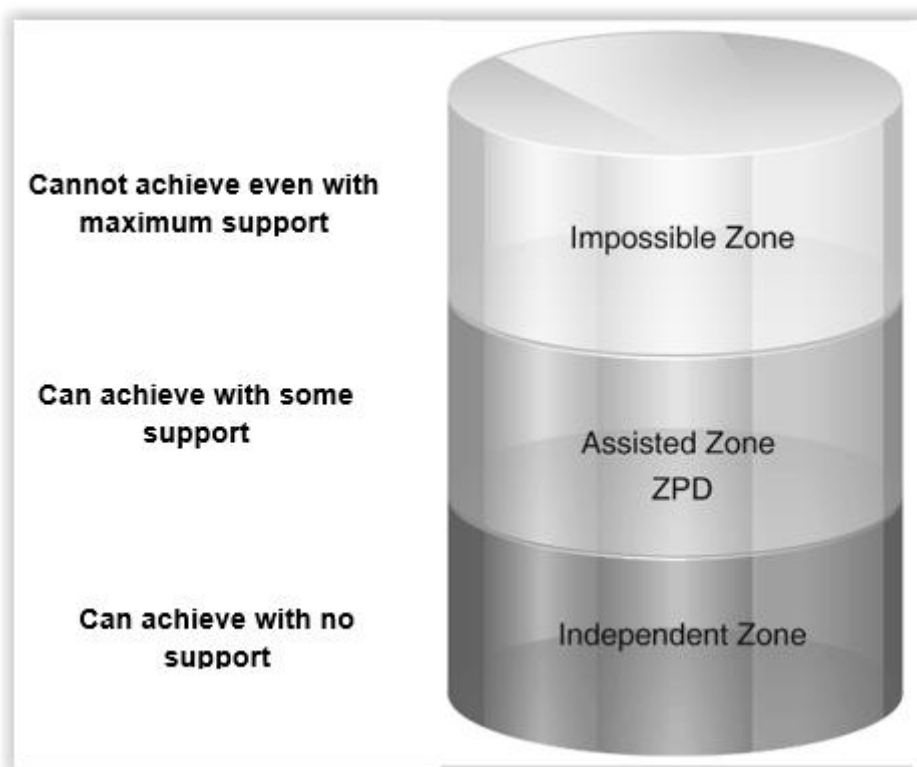 Cannot achieve even with
maximum support
Impossible Zone
Can achieve with some
support
Assisted Zone
ZPD
Can achieve with no
support
Independent Zone